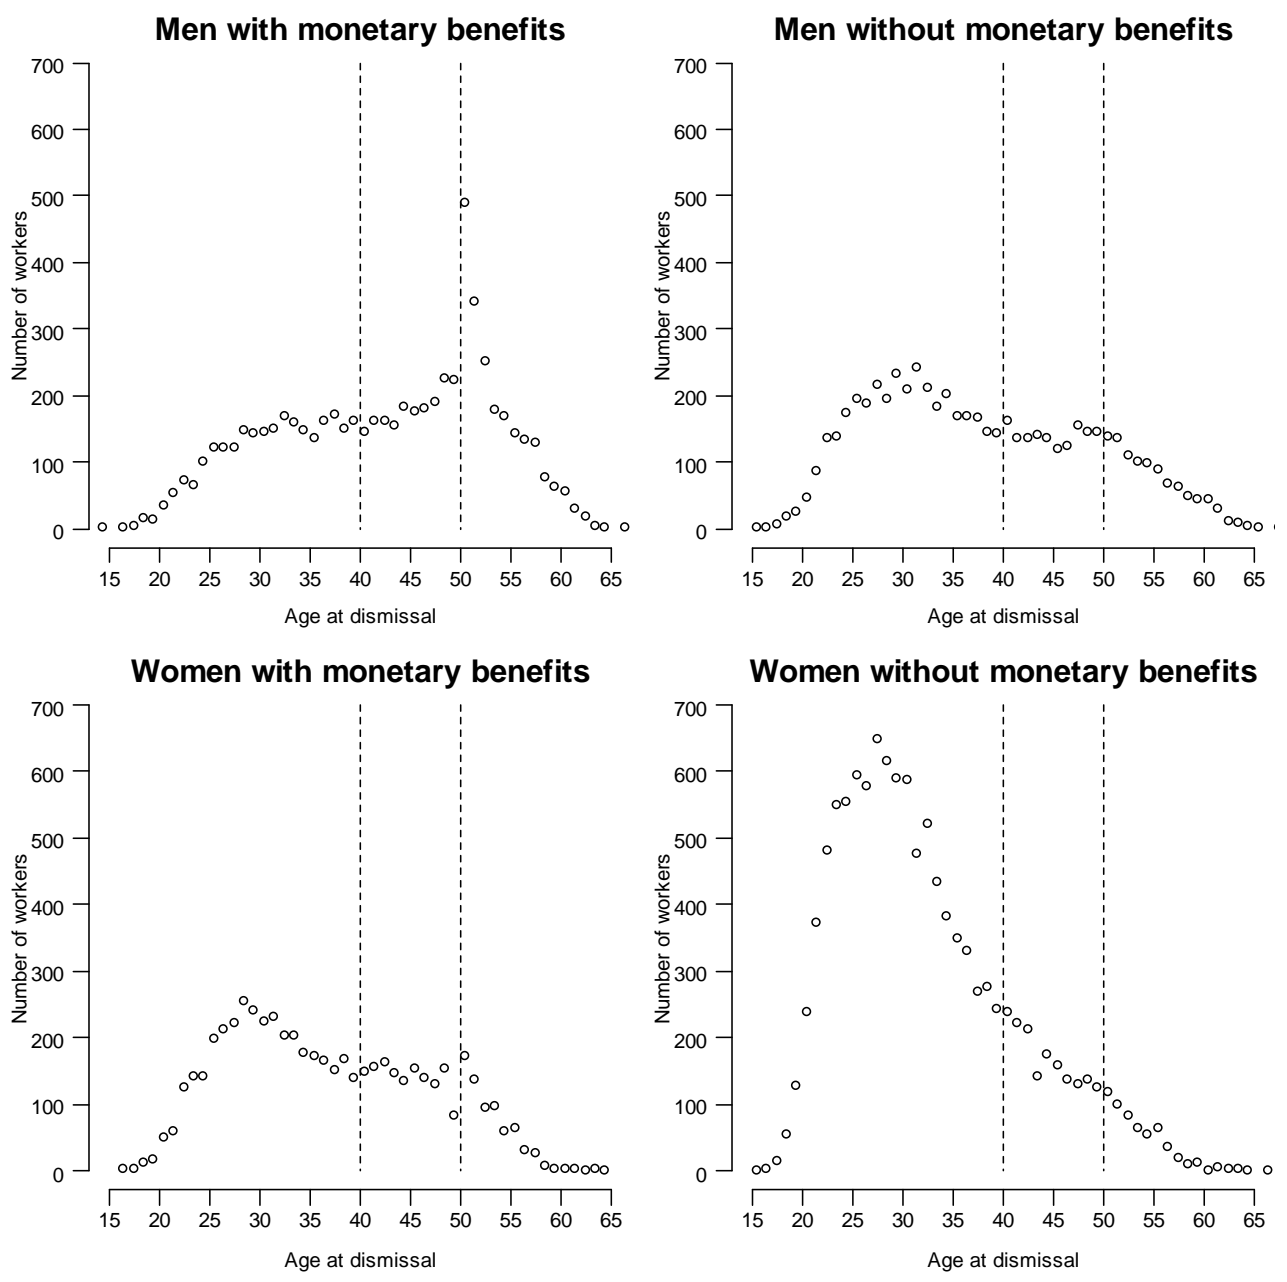 Men with monetary benefits
Number of workers
700
600
500
400
300
200
100
0
15 20 25 30 35 40 45 50 55 60 65
Age at dismissal
Men without monetary benefits
Number of workers
700
600
500
400
300
200
100
0
15 20 25 30 35 40 45 50 55 60 65
Age at dismissal
Women with monetary benefits
Number of workers
700
600
500
400
300
200
100
0
15 20 25 30 35 40 45 50 55 60 65
Age at dismissal
Women without monetary benefits
Number of workers
700
600
500
400
300
200
100
0
15 20 25 30 35 40 45 50 55 60 65
Age at dismissal